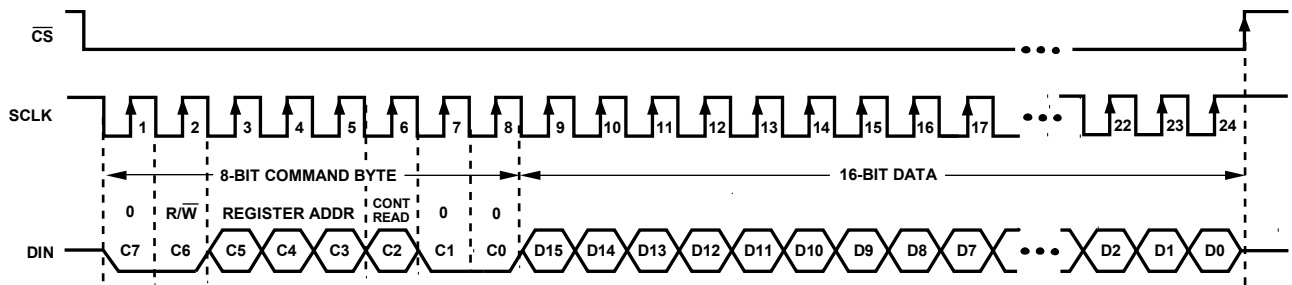 CS
SCLK
1 2 3 4 5 6 7 8 9 10 11 12 13 14 15 16 17 22 23 24
8-BIT COMMAND BYTE 16-BIT DATA
0 R/W REGISTER ADDR CONT READ 0 0
DIN C7 C6 C5 C4 C3 C2 C1 C0 D15 D14 D13 D12 D11 D10 D9 D8 D7 D2 D1 D0